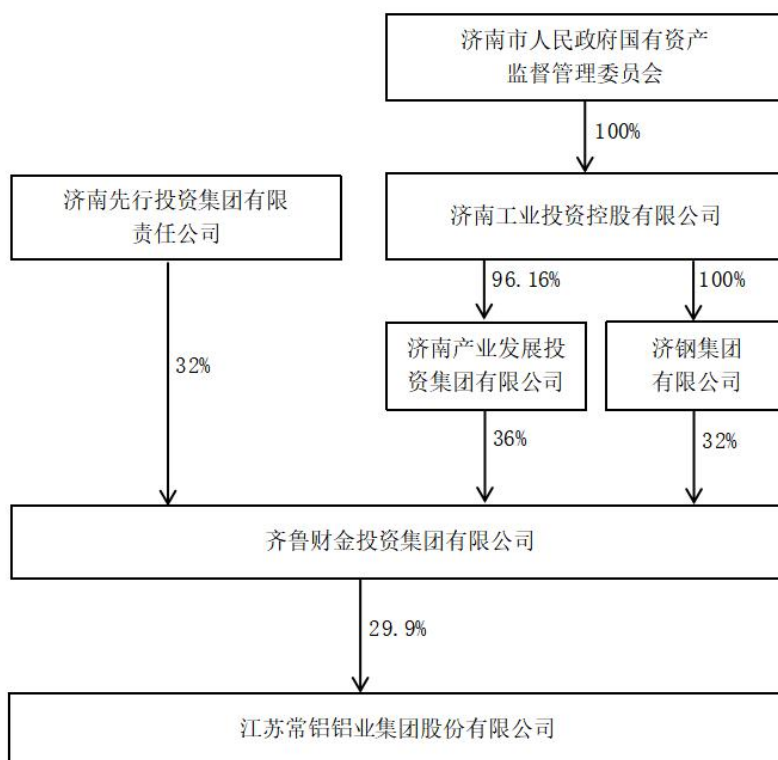 济南市人民政府国有资产
监督管理委员会
100%
济南先行投资集团有限
责任公司
济南工业投资控股有限公司
96.16%
100%
济南产业发展投
资集团有限公司
济钢集团
有限公司
32%
36%
32%
齐鲁财金投资集团有限公司
29.9%
江苏常铝铝业集团股份有限公司